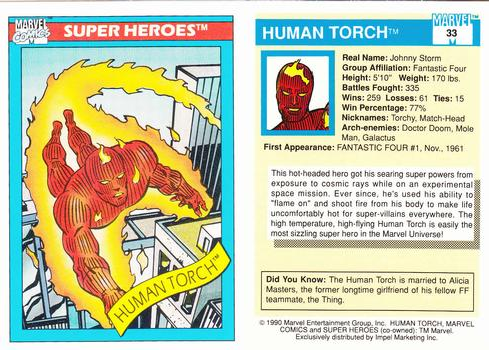 MARVEL
COMICS
SUPER HEROES™
HUMAN TORCH™
HUMAN TORCH™
MARVEL
33
Real Name: Johnny Storm
Group Affiliation: Fantastic Four
Height: 5'10" Weight: 170 lbs.
Battles Fought: 335
Wins: 259 Losses: 61 Ties: 15
Win Percentage: 77%
Nicknames: Torchy, Match-Head
Arch-enemies: Doctor Doom, Mole
Man, Galactus
First Appearance: FANTASTIC FOUR #1, Nov., 1961
This hot-headed hero got his searing super powers from
exposure to cosmic rays while on an experimental
space mission. Ever since, he's used his ability to
"flame on" and shoot fire from his body to make life
uncomfortably hot for super-villains everywhere. The
high temperature, high-flying Human Torch is easily the
most sizzling super hero in the Marvel Universe!
Did You Know: The Human Torch is married to Alicia
Masters, the former longtime girlfriend of his fellow FF
teammate, the Thing.
© 1990 Marvel Entertainment Group, Inc. HUMAN TORCH, MARVEL
COMICS and SUPER HEROES (co-owned): TM Marvel.
Exclusively distributed by Impel Marketing Inc.